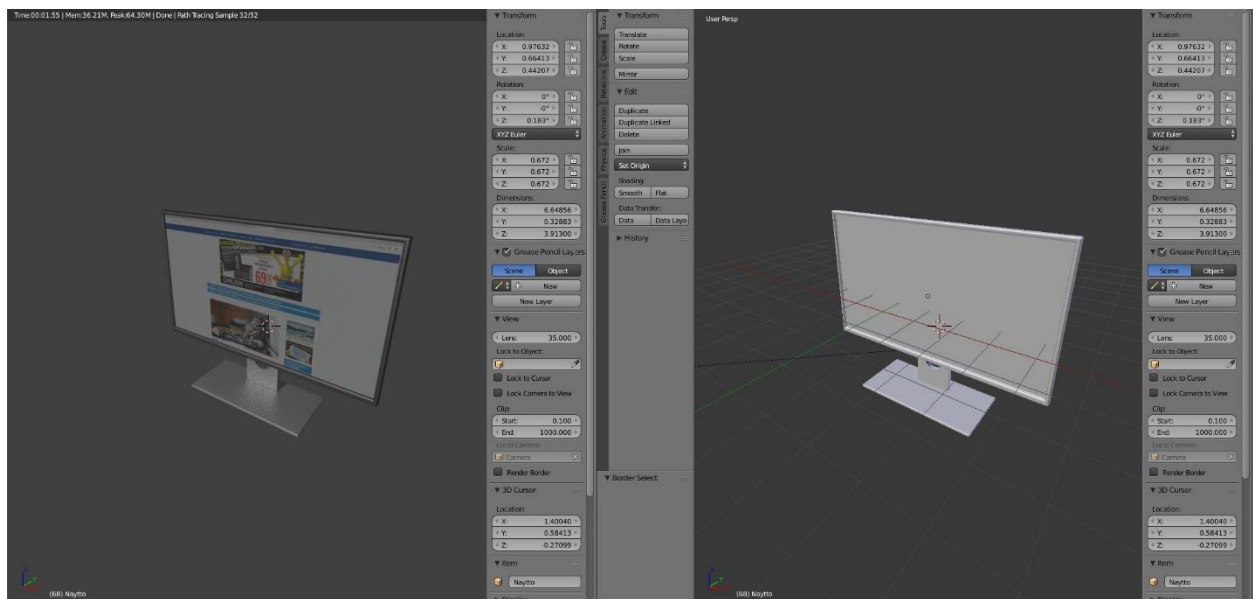 Time:00:01.55 | Mem:36.21M, Peak:64.30M | Done | Path Tracing Sample 32/32
(68) Naytto
Transform
Location:
X: 0.97632
Y: 0.66413
Z: 0.44207
Rotation:
X: 0°
Y: -0°
Z: 0.183°
XYZ Euler
Scale:
X: 0.672
Y: 0.672
Z: 0.672
Dimensions:
X: 6.64856
Y: 0.32883
Z: 3.91300
Grease Pencil Layers
Scene Object
New
New Layer
View
Lens: 35.000
Lock to Object:
Lock to Cursor
Lock Camera to View
Clip:
Start: 0.100
End: 1000.000
Local Camera:
Camera
Render Border
3D Cursor
Location:
X: 1.40040
Y: 0.58413
Z: -0.27099
Item
Naytto
Tools
Create
Relations
Animation
Physics
Grease Pencil
Transform
Translate
Rotate
Scale
Mirror
Edit
Duplicate
Duplicate Linked
Delete
Join
Set Origin
Shading:
Smooth Flat
Data Transfer:
Data Data Layo
History
Border Select
User Persp
(68) Naytto
Transform
Location:
X: 0.97632
Y: 0.66413
Z: 0.44207
Rotation:
X: 0°
Y: -0°
Z: 0.183°
XYZ Euler
Scale:
X: 0.672
Y: 0.672
Z: 0.672
Dimensions:
X: 6.64856
Y: 0.32883
Z: 3.91300
Grease Pencil Layers
Scene Object
New
New Layer
View
Lens: 35.000
Lock to Object:
Lock to Cursor
Lock Camera to View
Clip:
Start: 0.100
End: 1000.000
Local Camera:
Camera
Render Border
3D Cursor
Location:
X: 1.40040
Y: 0.58413
Z: -0.27099
Item
Naytto